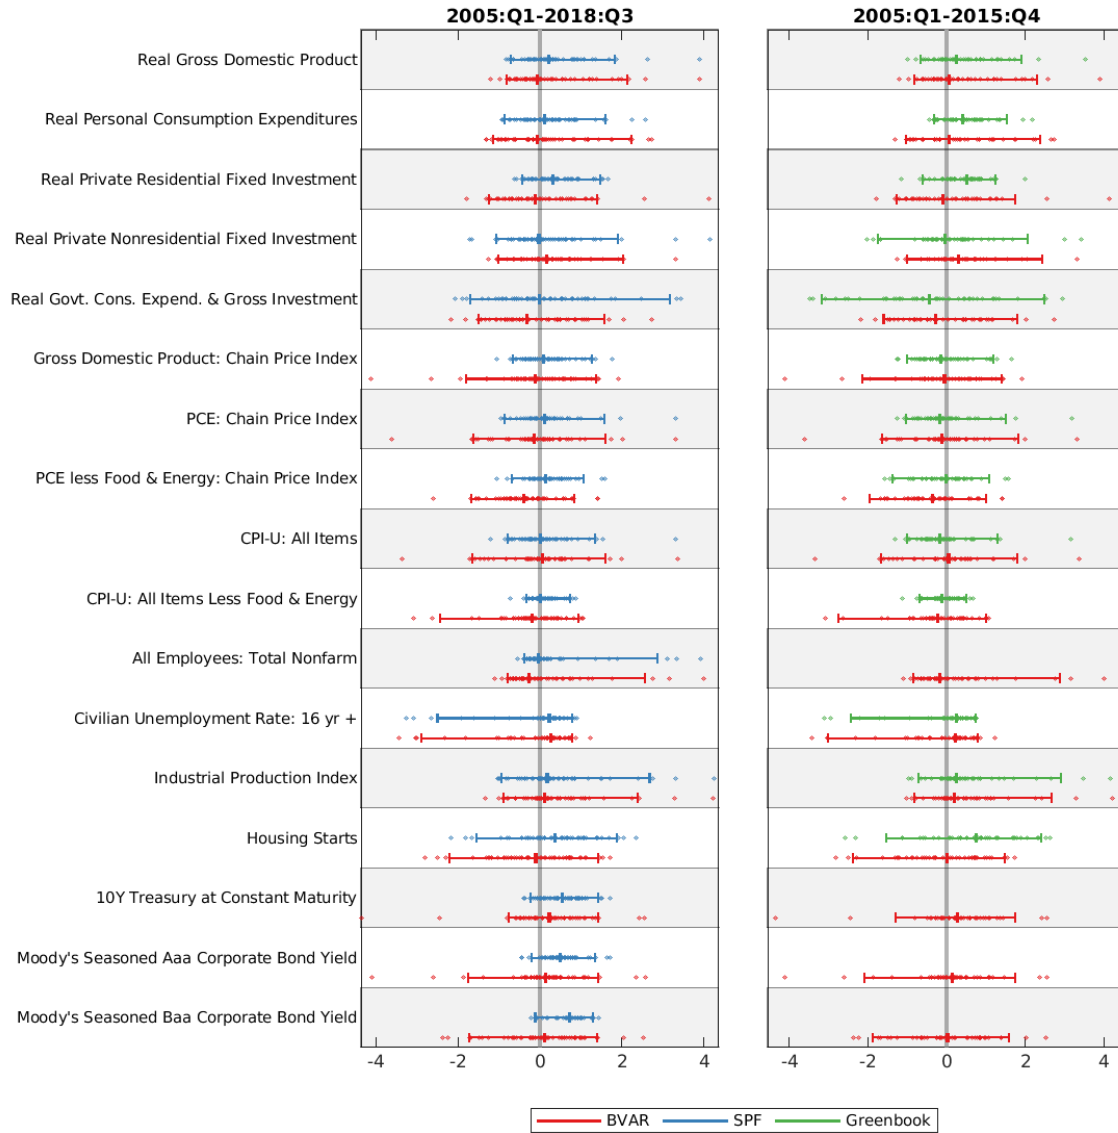 2005:Q1-2018:Q3
2005:Q1-2015:Q4
Real Gross Domestic Product
Real Personal Consumption Expenditures
Real Private Residential Fixed Investment
Real Private Nonresidential Fixed Investment
Real Govt. Cons. Expend. & Gross Investment
Gross Domestic Product: Chain Price Index
PCE: Chain Price Index
PCE less Food & Energy: Chain Price Index
CPI-U: All Items
CPI-U: All Items Less Food & Energy
All Employees: Total Nonfarm
Civilian Unemployment Rate: 16 yr +
Industrial Production Index
Housing Starts
10Y Treasury at Constant Maturity
Moody's Seasoned Aaa Corporate Bond Yield
Moody's Seasoned Baa Corporate Bond Yield
-4 -2 0 2 4
-4 -2 0 2 4
BVAR SPF Greenbook